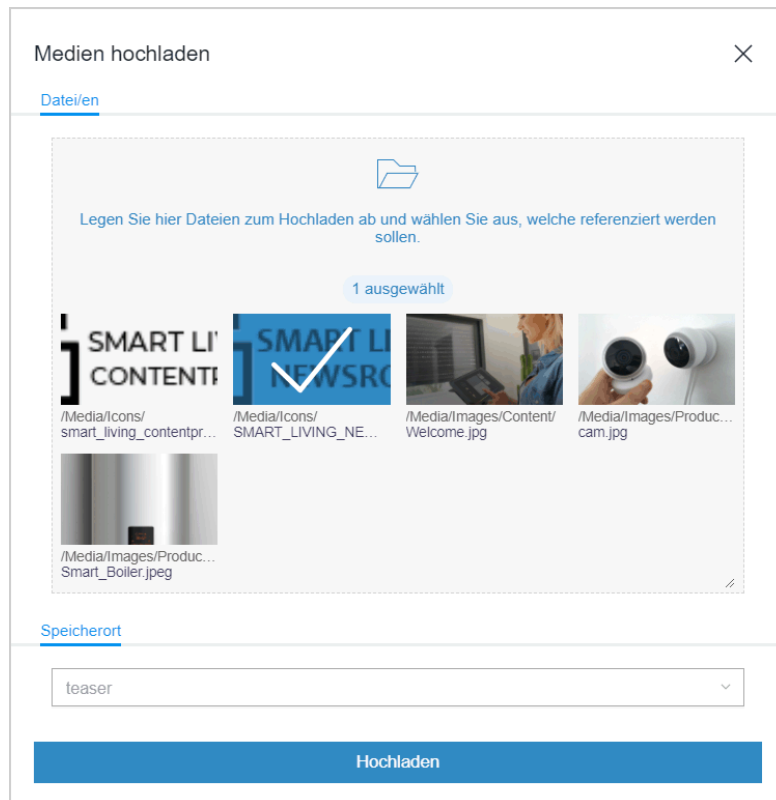 Medien hochladen
Datei/en
Legen Sie hier Dateien zum Hochladen ab und wählen Sie aus, welche referenziert werden
sollen.
1 ausgewählt
SMART LI
CONTENT
SMART LI
NEWSRO
/Media/Icons/
smart_living_contentpr...
/Media/Icons/
SMART_LIVING_NE...
/Media/Images/Content/
Welcome.jpg
/Media/Images/Produc...
cam.jpg
/Media/Images/Produc...
Smart_Boiler.jpeg
Speicherort
teaser
Hochladen